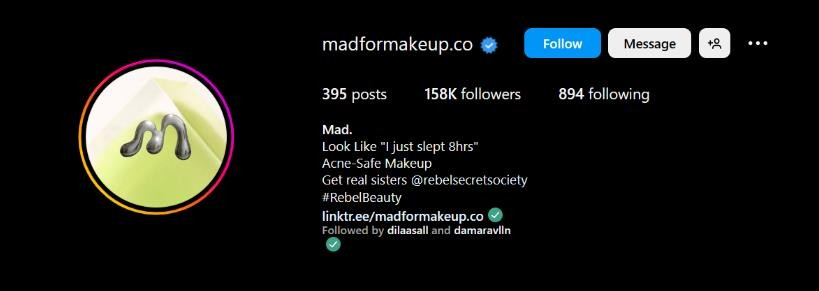 madformakeup.co Follow Message
395 posts 158K followers 894 following
Mad.
Look Like "I just slept 8hrs"
Acne-Safe Makeup
Get real sisters @rebelsecretsociety
#RebelBeauty
linktr.ee/madformakeup.co
Followed by dilaasall and damaravlln